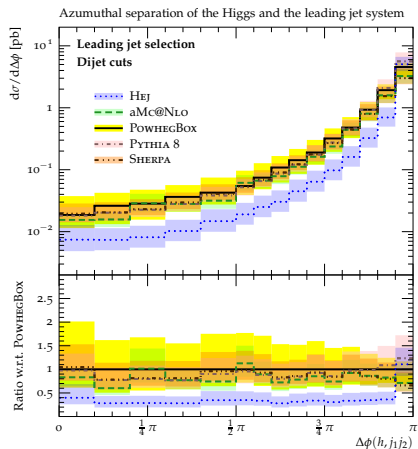 Azumuthal separation of the Higgs and the leading jet system
dσ/dΔϕ [pb]
Leading jet selection
Dijet cuts
HEJ
aMC@NLO
POWHEGBOX
PYTHIA 8
SHERPA
10^1
1
10^−1
10^−2
Ratio w.r.t. POWHEGBOX
2.5
2
1.5
1
0.5
0 1/4 π 1/2 π 3/4 π π
Δϕ(h, j1j2)